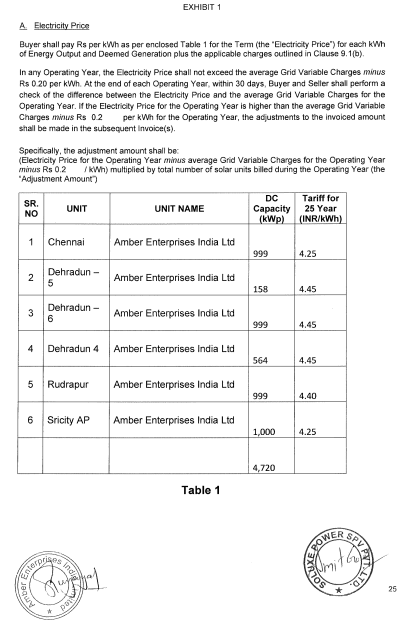 EXHIBIT 1
A. Electricity Price
Buyer shall pay Rs per kWh as per enclosed Table 1 for the Term (the "Electricity Price") for each kWh
of Energy Output and Deemed Generation plus the applicable charges outlined in Clause 9.1(b).
In any Operating Year, the Electricity Price shall not exceed the average Grid Variable Charges minus
Rs 0.20 per kWh. At the end of each Operating Year, within 30 days, Buyer and Seller shall perform a
check of the difference between the Electricity Price and the average Grid Variable Charges for the
Operating Year. If the Electricity Price for the Operating Year is higher than the average Grid Variable
Charges minus Rs 0.2 per kWh for the Operating Year, the adjustments to the invoiced amount
shall be made in the subsequent Invoice(s).
Specifically, the adjustment amount shall be:
(Electricity Price for the Operating Year minus average Grid Variable Charges for the Operating Year
minus Rs 0.2 / kWh) multiplied by total number of solar units billed during the Operating Year (the
"Adjustment Amount")
SR. NO UNIT UNIT NAME DC Capacity (kWp) Tariff for 25 Year (INR/kWh)
1 Chennai Amber Enterprises India Ltd 999 4.25
2 Dehradun – 5 Amber Enterprises India Ltd 158 4.45
3 Dehradun – 6 Amber Enterprises India Ltd 999 4.45
4 Dehradun 4 Amber Enterprises India Ltd 564 4.45
5 Rudrapur Amber Enterprises India Ltd 999 4.40
6 Sricity AP Amber Enterprises India Ltd 1,000 4.25
4,720
Table 1
Amber Enterprises India Limited
SOLUXE POWER SPV PVT. LTD.
25